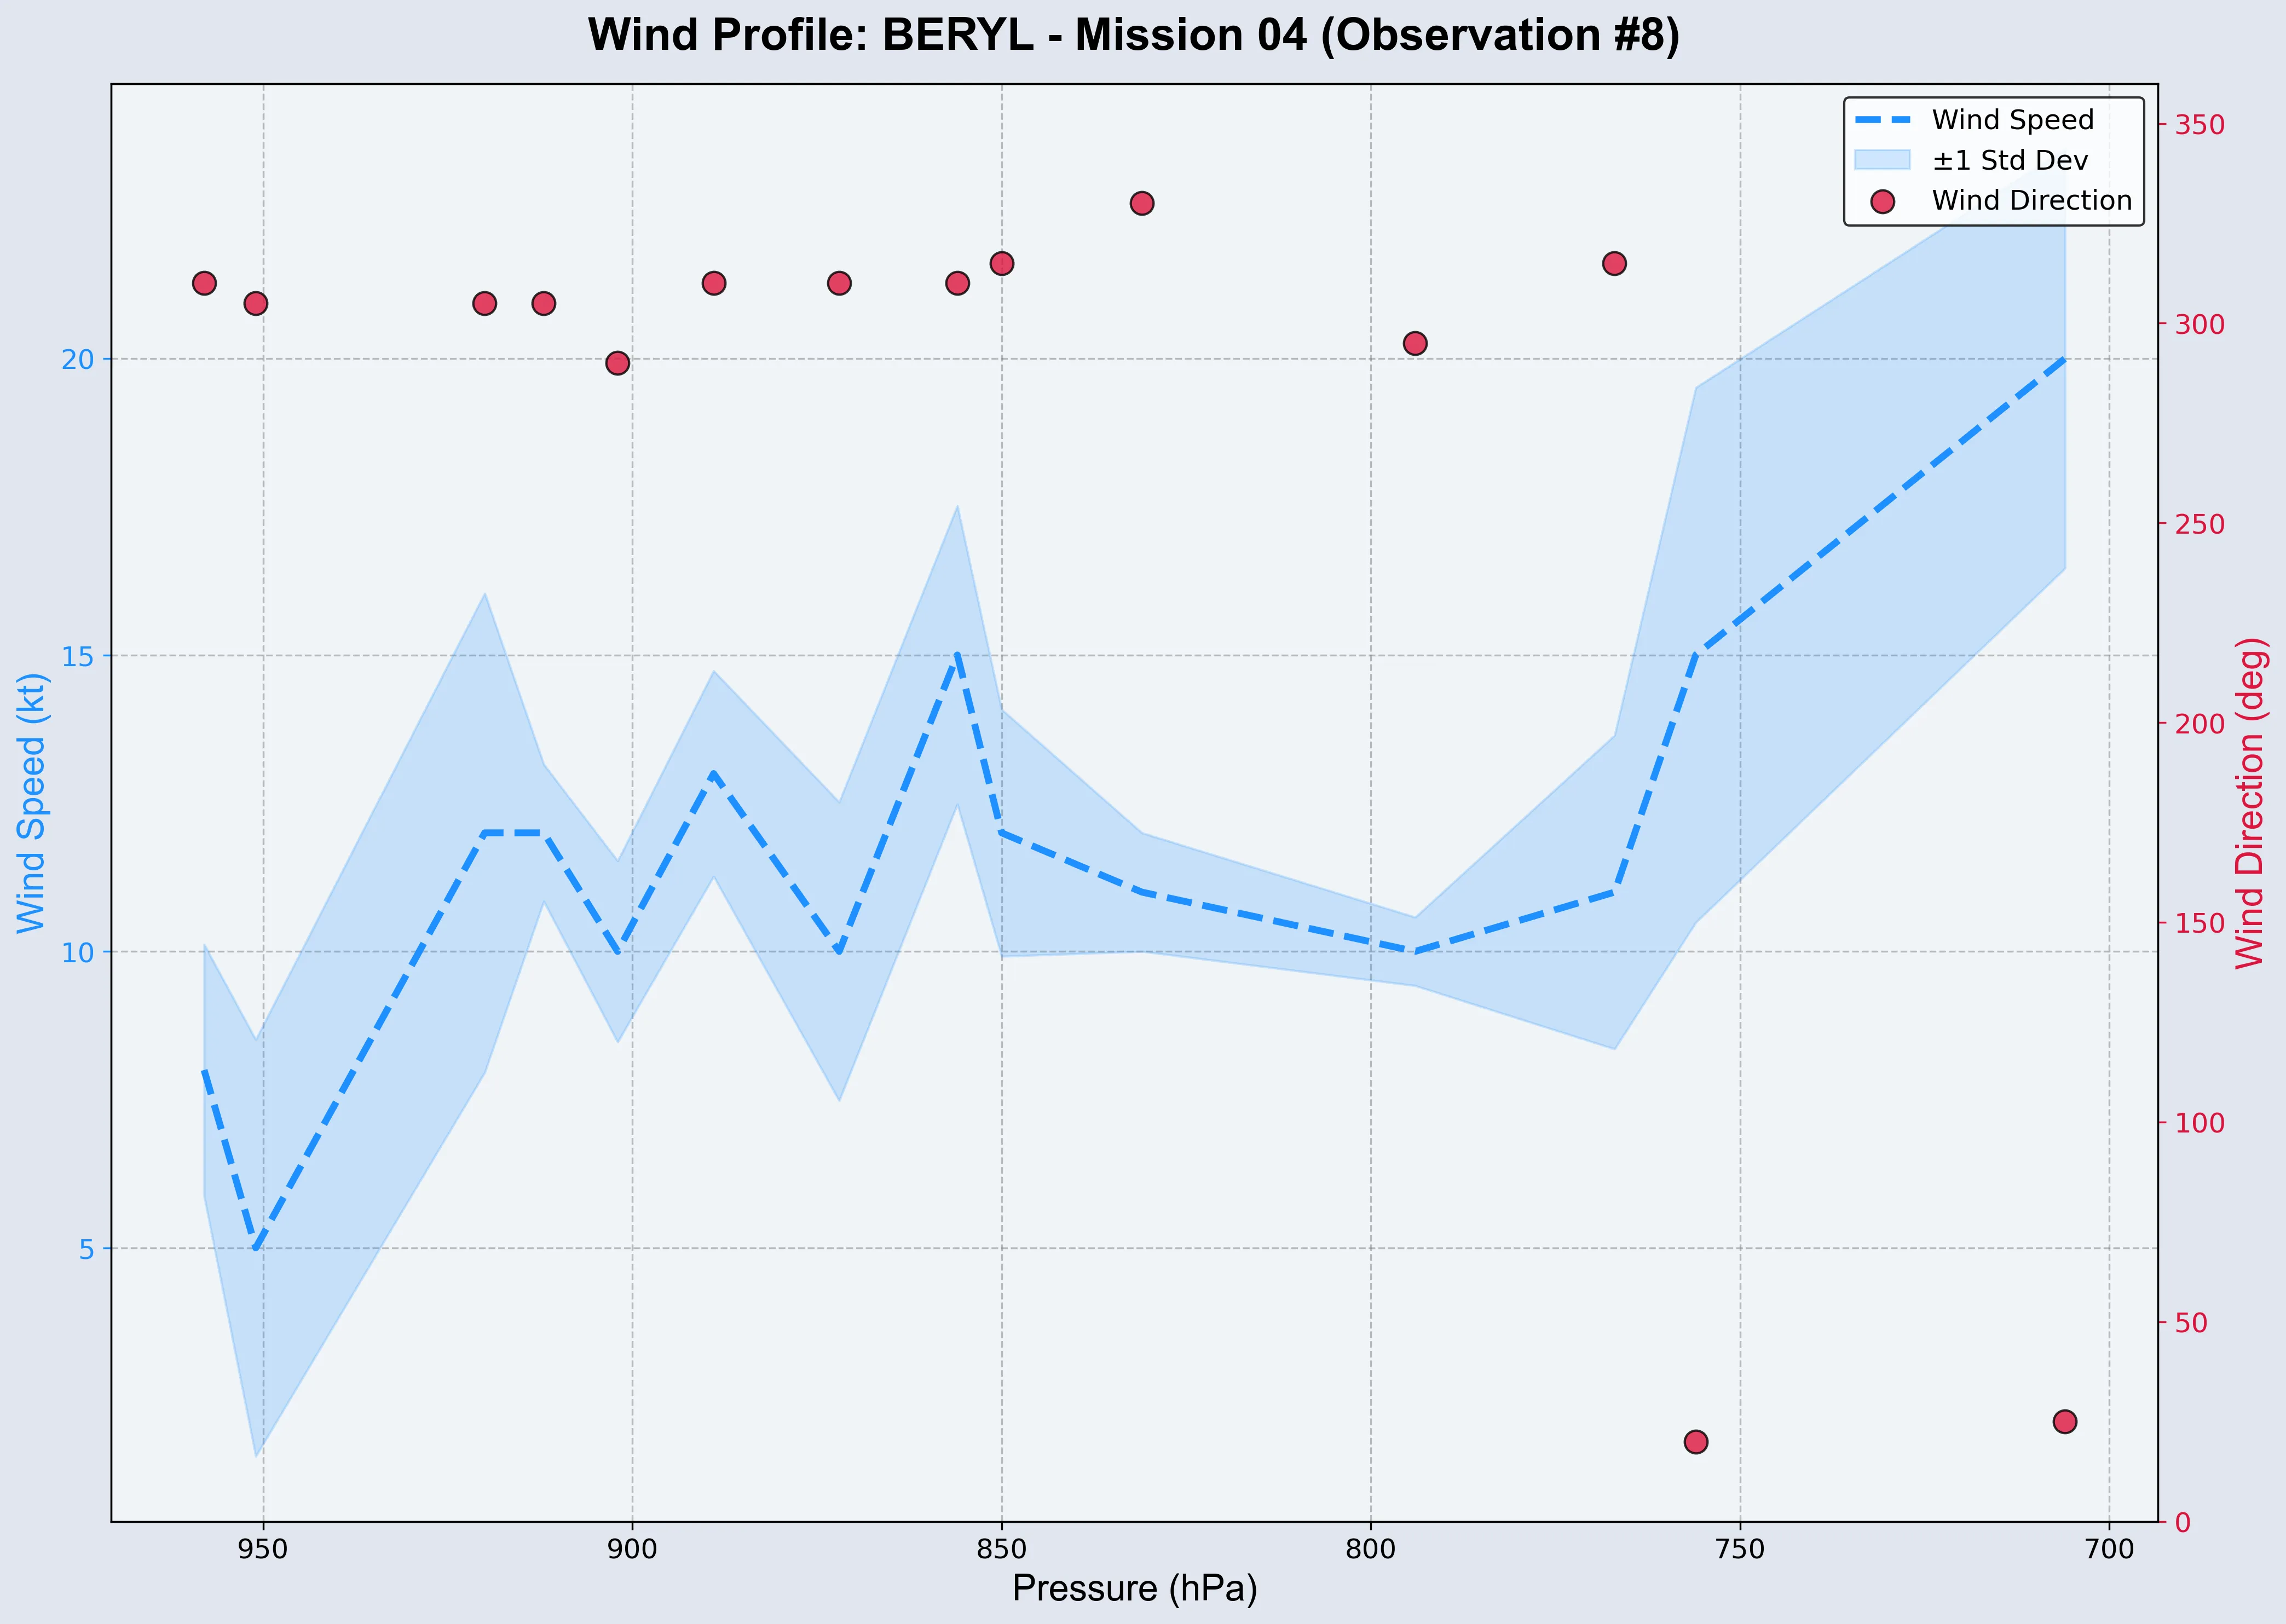 Wind Profile: BERYL - Mission 04 (Observation #8)
Wind Speed
±1 Std Dev
Wind Direction
Wind Speed (kt)
20
15
10
5
350
300
250
200
150
100
50
0
Wind Direction (deg)
950
900
850
800
750
700
Pressure (hPa)